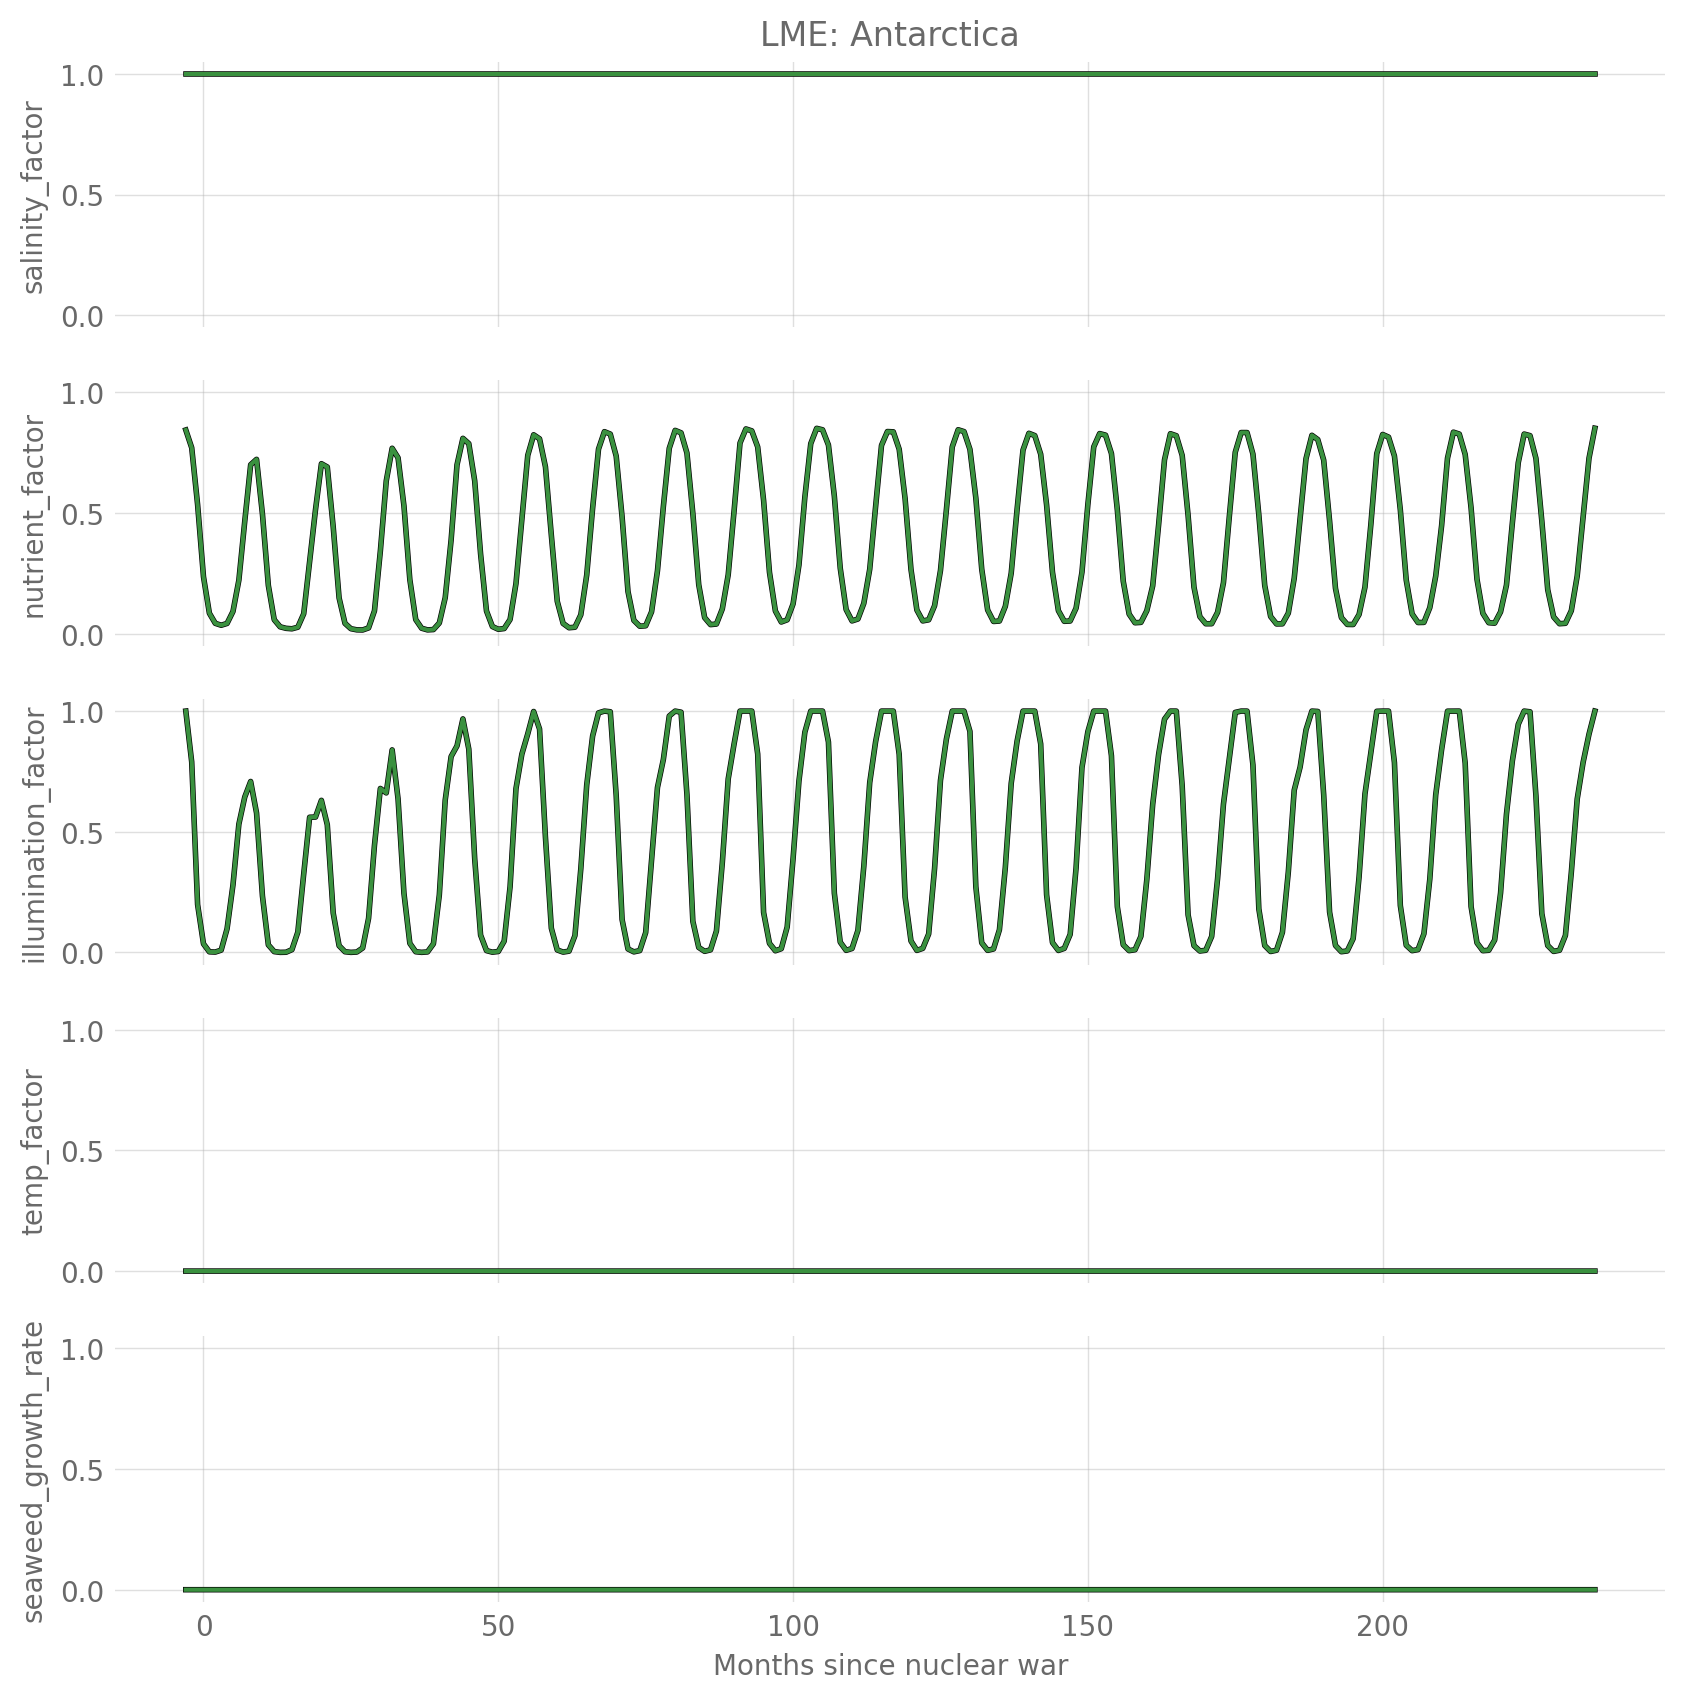 LME: Antarctica
1.0
0.5
0.0
salinity_factor
1.0
0.5
0.0
nutrient_factor
1.0
0.5
0.0
illumination_factor
1.0
0.5
0.0
temp_factor
1.0
0.5
0.0
seaweed_growth_rate
0 50 100 150 200
Months since nuclear war